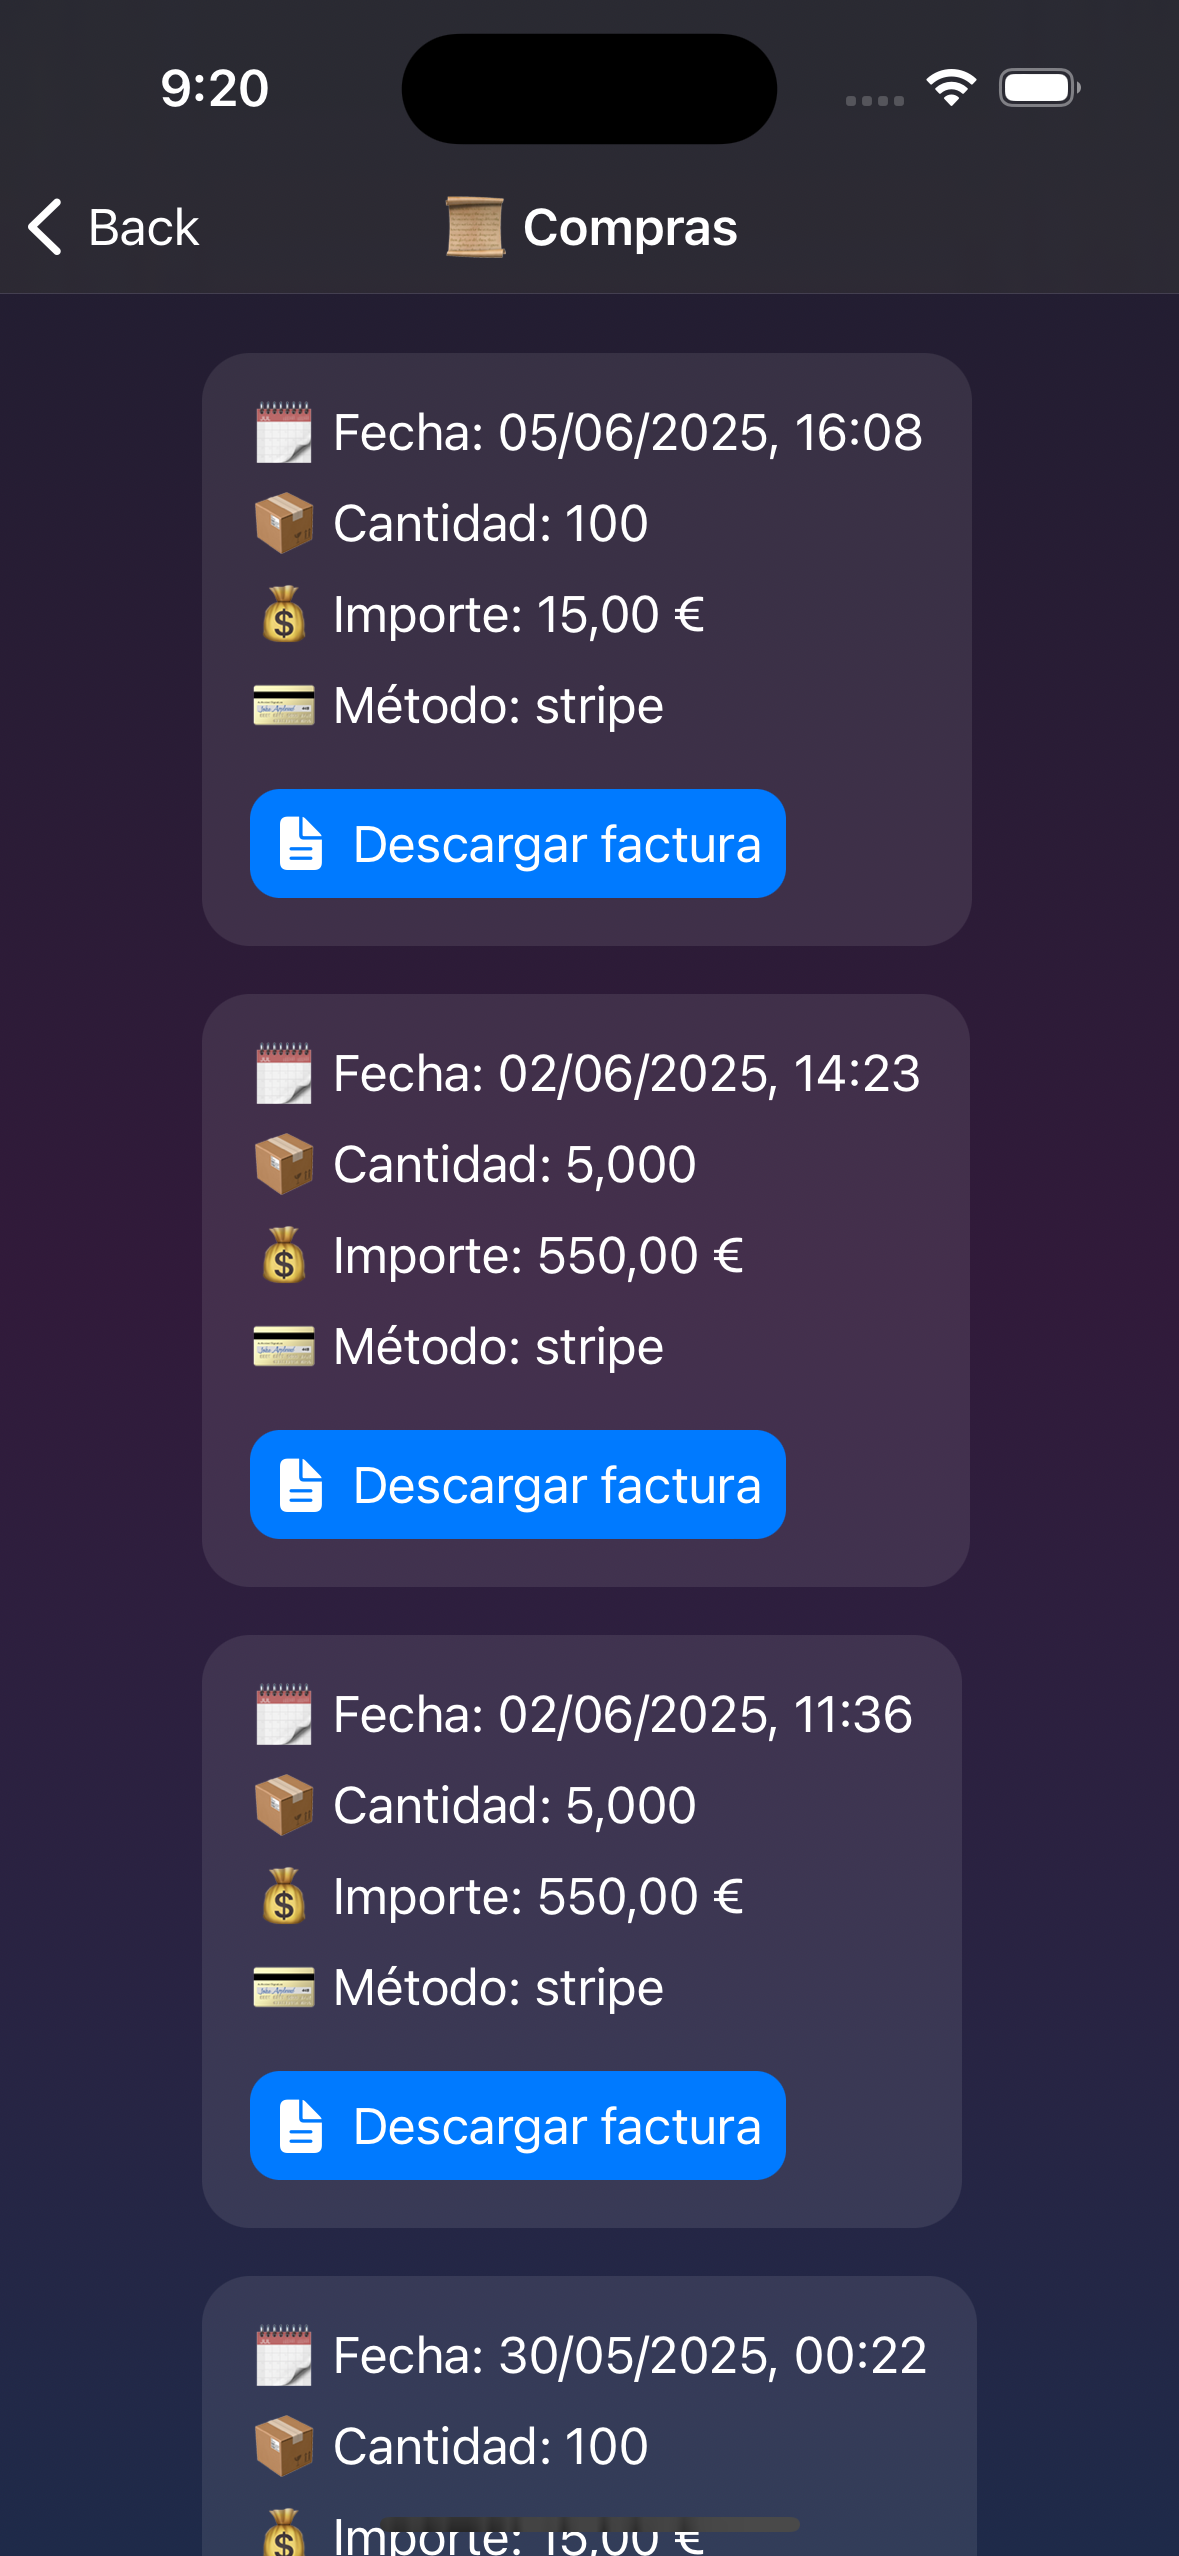 9:20
Back
Compras
Fecha: 05/06/2025, 16:08
Cantidad: 100
Importe: 15,00 €
Método: stripe
Descargar factura
Fecha: 02/06/2025, 14:23
Cantidad: 5,000
Importe: 550,00 €
Método: stripe
Descargar factura
Fecha: 02/06/2025, 11:36
Cantidad: 5,000
Importe: 550,00 €
Método: stripe
Descargar factura
Fecha: 30/05/2025, 00:22
Cantidad: 100
Importe: 15,00 €